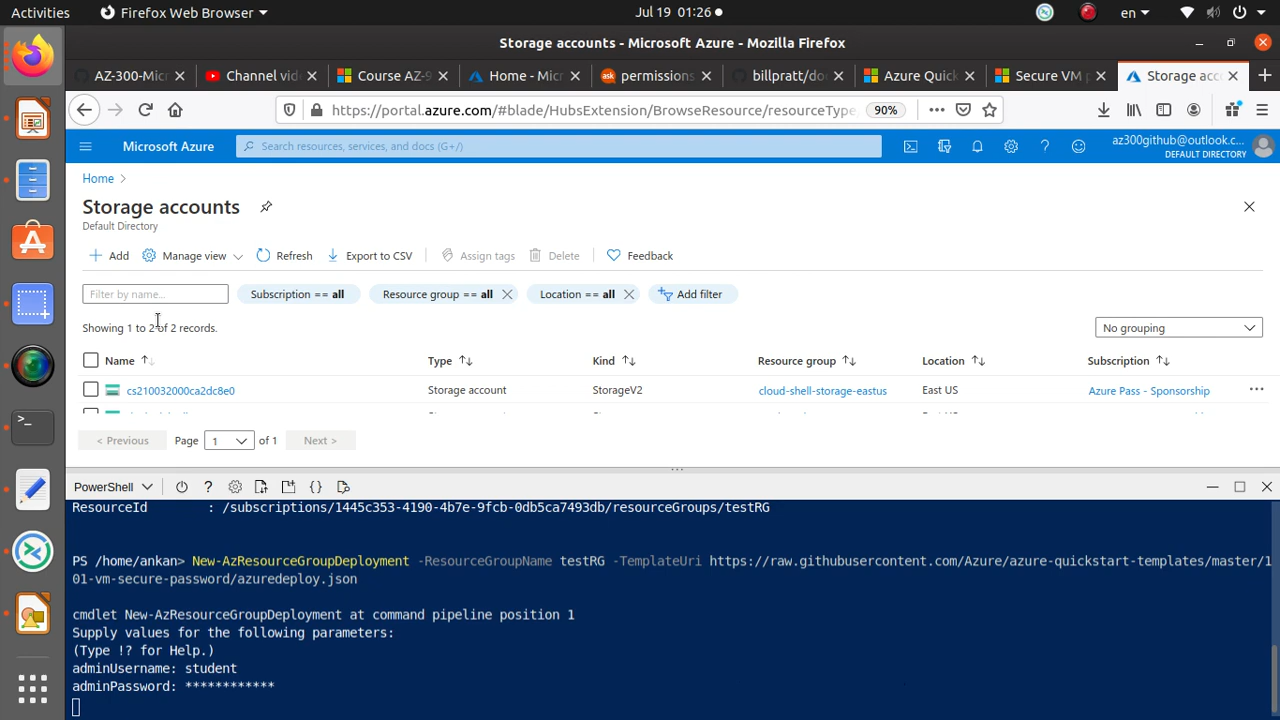 Activities Firefox Web Browser Jul 19 01:26 en
Storage accounts - Microsoft Azure - Mozilla Firefox
AZ-300-Mic Channel vid Course AZ-9 Home - Micr permissions billpratt/do Azure Quick Secure VM p Storage acc
https://portal.azure.com/#blade/HubsExtension/BrowseResource/resourceType 90%
Microsoft Azure Search resources, services, and docs (G+/) az300github@outlook.c...
DEFAULT DIRECTORY
Home >
Storage accounts
Default Directory
Add Manage view Refresh Export to CSV Assign tags Delete Feedback
Filter by name... Subscription == all Resource group == all Location == all Add filter
Showing 1 to 2 of 2 records. No grouping
Name Type Kind Resource group Location Subscription
cs210032000ca2dc8e0 Storage account StorageV2 cloud-shell-storage-eastus East US Azure Pass - Sponsorship
< Previous Page 1 of 1 Next >
PowerShell
ResourceId : /subscriptions/1445c353-4190-4b7e-9fcb-0db5ca7493db/resourceGroups/testRG
PS /home/ankan> New-AzResourceGroupDeployment -ResourceGroupName testRG -TemplateUri https://raw.githubusercontent.com/Azure/azure-quickstart-templates/master/1
01-vm-secure-password/azuredeploy.json
cmdlet New-AzResourceGroupDeployment at command pipeline position 1
Supply values for the following parameters:
(Type !? for Help.)
adminUsername: student
adminPassword: ************